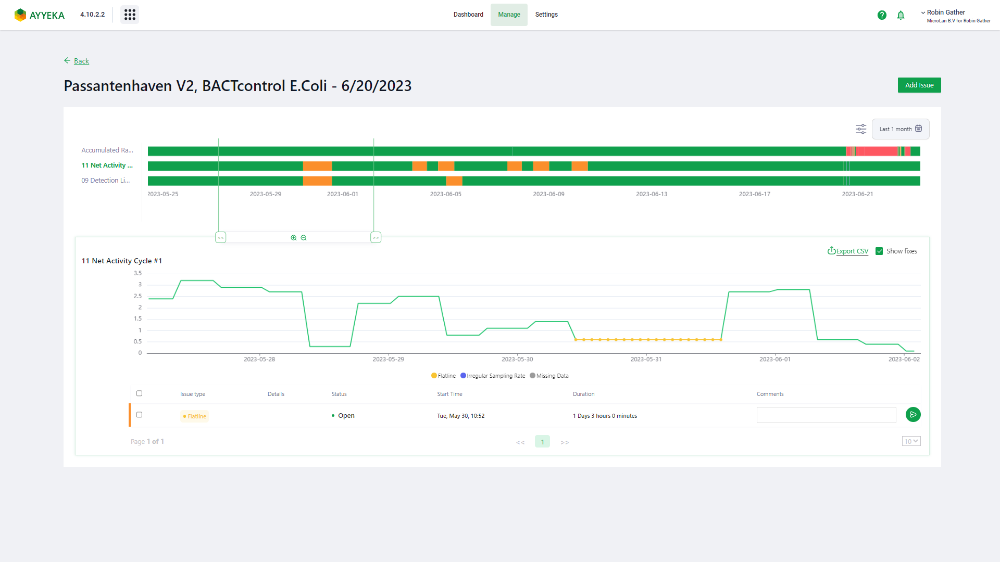 AYYEKA 4.10.2.2 Dashboard Manage Settings ? Robin Gather
MicroLan B.V for Robin Gather
Back
Passantenhaven V2, BACTcontrol E.Coli - 6/20/2023
Add Issue
Last 1 month
Accumulated Ra...
11 Net Activity ...
09 Detection Li...
2023-05-25 2023-05-29 2023-06-01 2023-06-05 2023-06-09 2023-06-13 2023-06-17 2023-06-21
<< >>
Export CSV Show fixes
11 Net Activity Cycle #1
3.5
3
2.5
2
1.5
1
0.5
0
2023-05-28 2023-05-29 2023-05-30 2023-05-31 2023-06-01 2023-06-02
Flatline Irregular Sampling Rate Missing Data
Issue type Details Status Start Time Duration Comments
Flatline Open Tue, May 30, 10:52 1 Days 3 hours 0 minutes
Page 1 of 1 << 1 >> 10